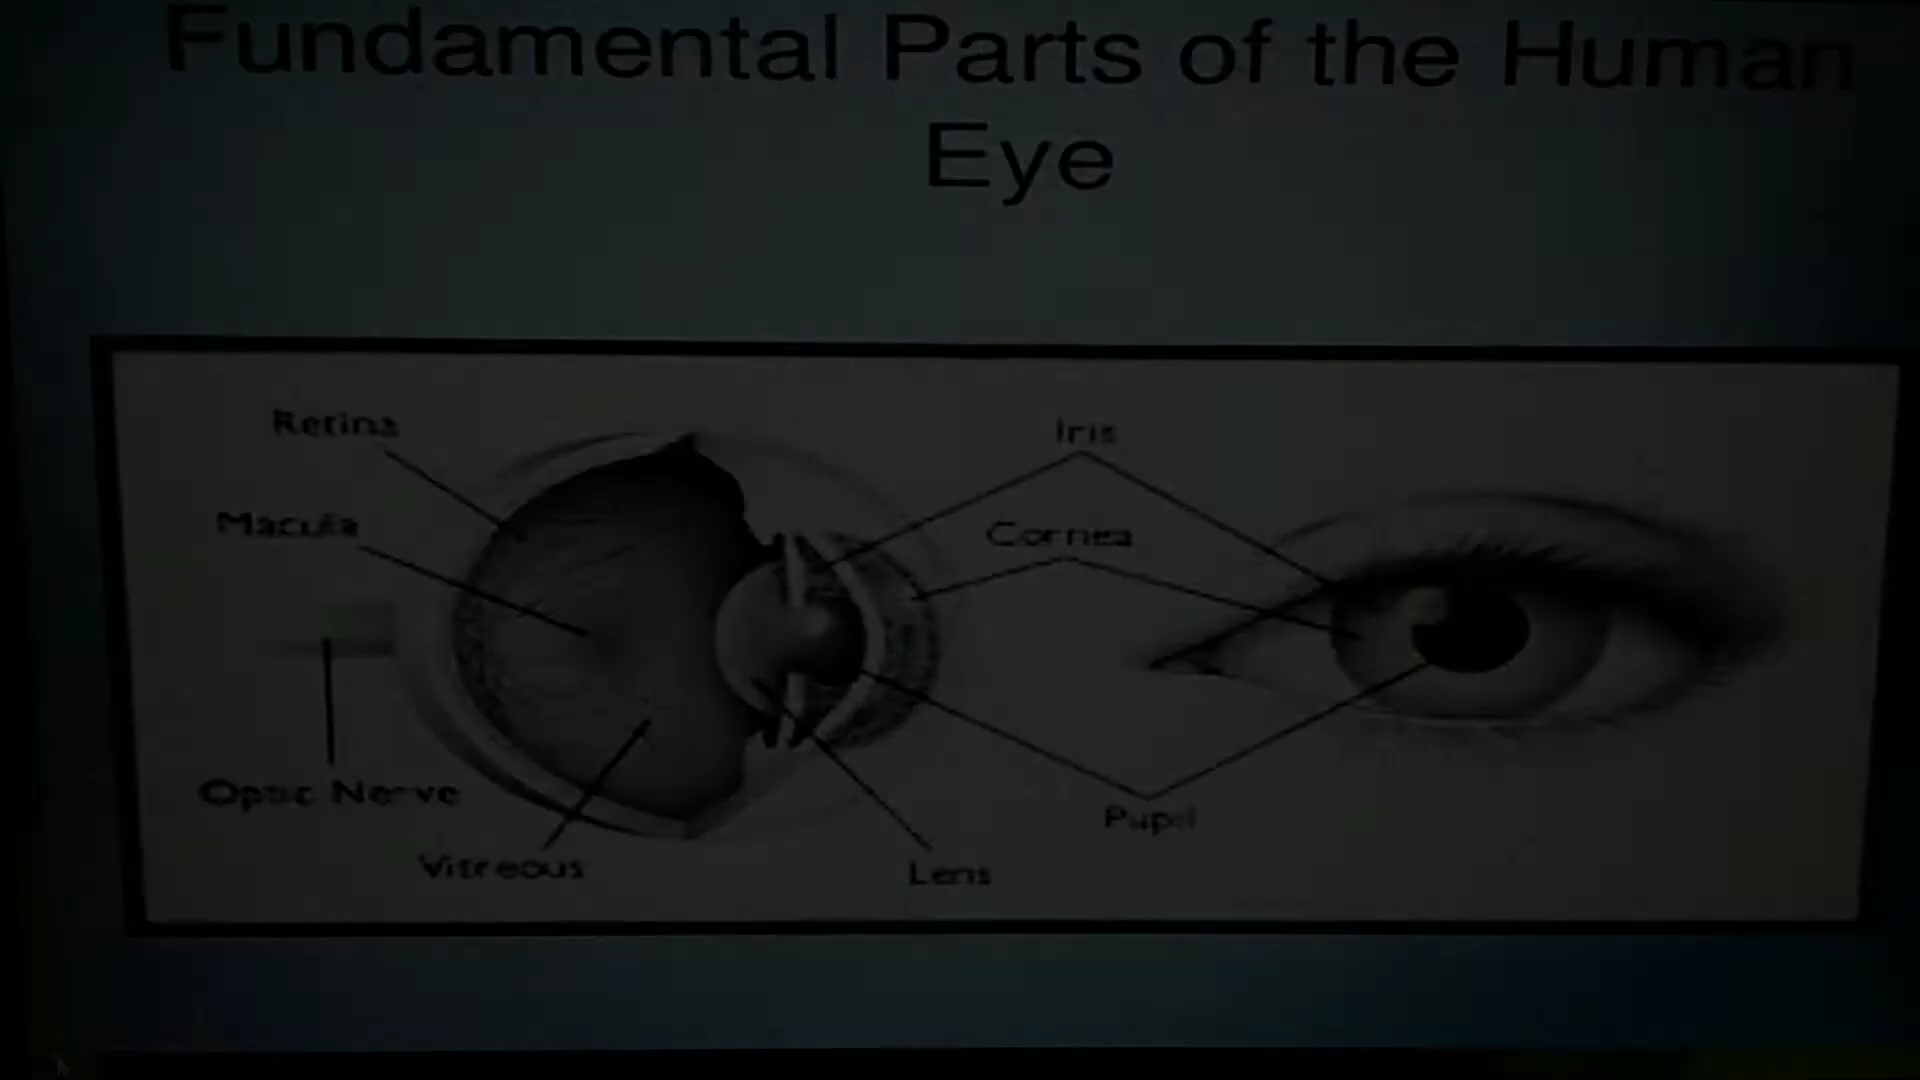 Fundamental Parts of the Human
Eye
Retina
Iris
Macula
Cornea
Optic Nerve
Pupil
Vitreous
Lens